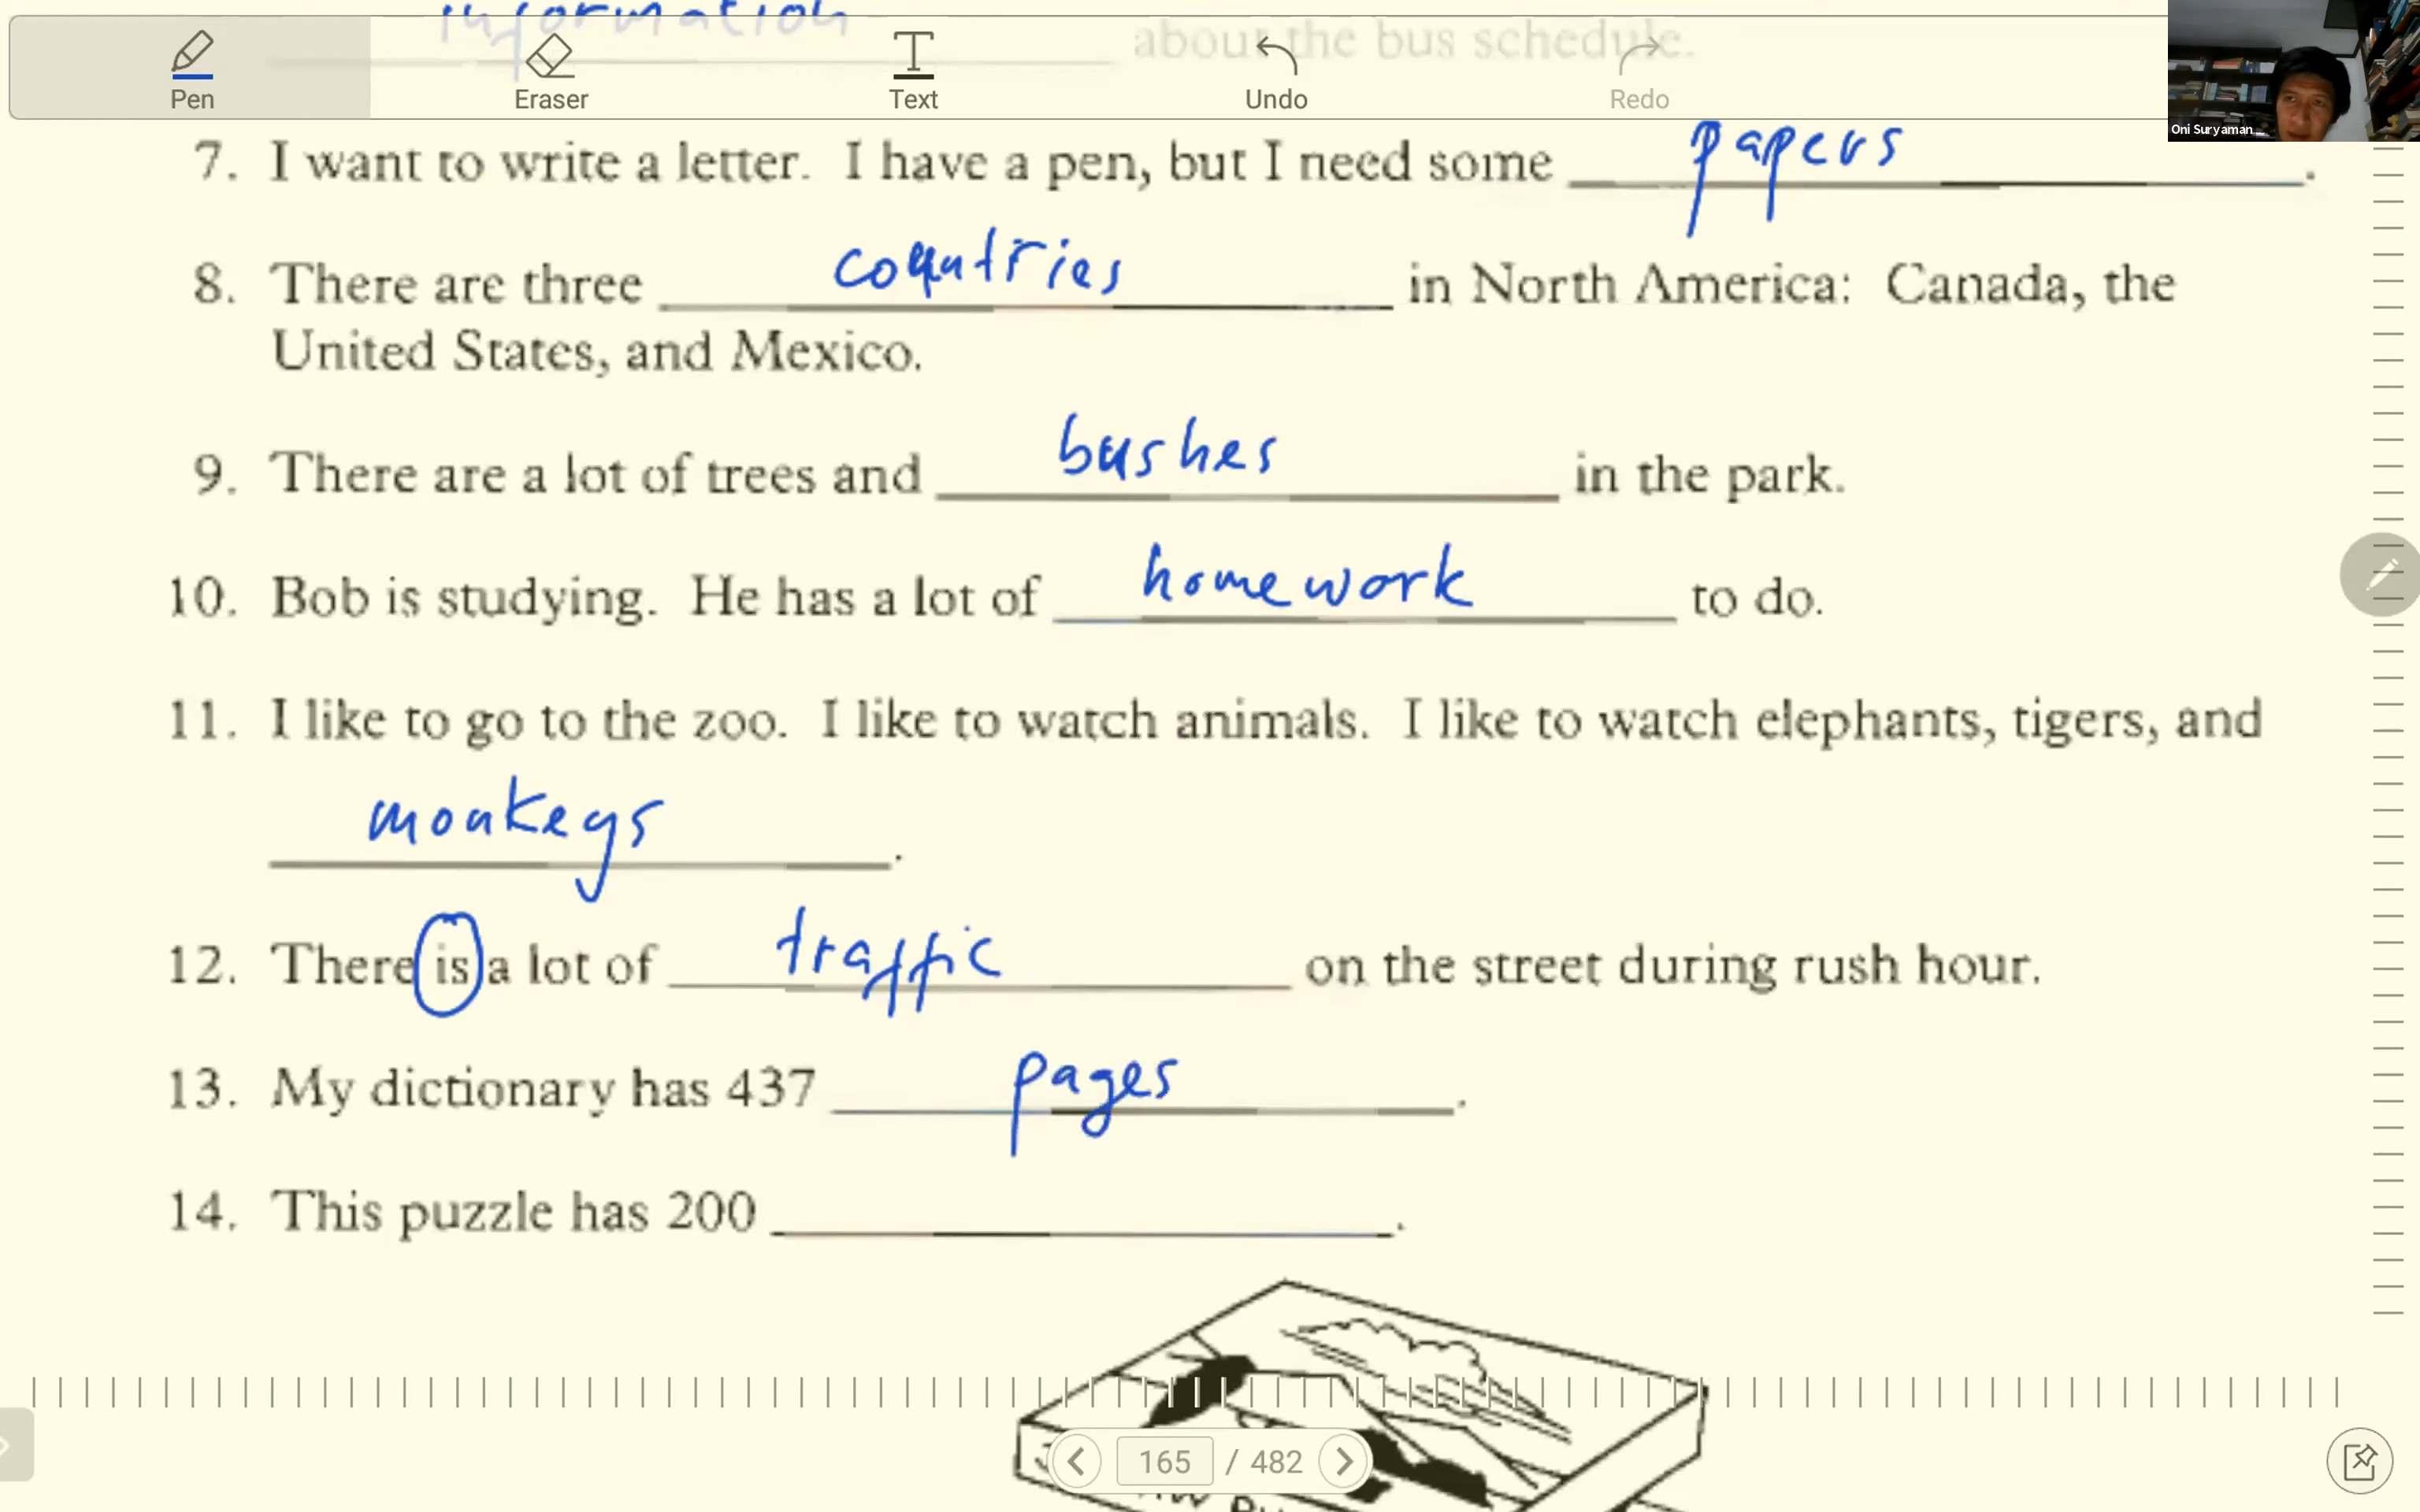 information
about the bus schedule.
Pen
Eraser
Text
Undo
Redo
Oni Suryaman
7. I want to write a letter. I have a pen, but I need some papers.
8. There are three countries in North America: Canada, the
United States, and Mexico.
9. There are a lot of trees and bushes in the park.
10. Bob is studying. He has a lot of homework to do.
11. I like to go to the zoo. I like to watch animals. I like to watch elephants, tigers, and
monkeys.
12. There is a lot of traffic on the street during rush hour.
13. My dictionary has 437 pages.
14. This puzzle has 200 .
165 / 482